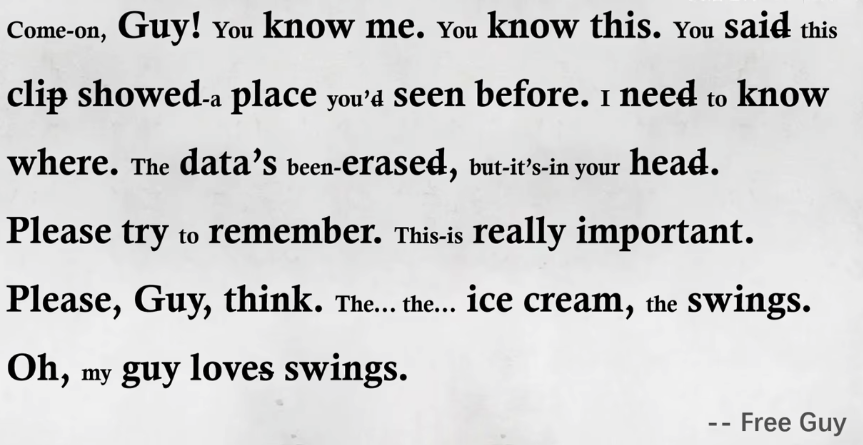 Come-on, Guy! You know me. You know this. You said this
clip showed-a place you'd seen before. I need to know
where. The data's been-erased, but-it's-in your head.
Please try to remember. This-is really important.
Please, Guy, think. The... the... ice cream, the swings.
Oh, my guy loves swings.
-- Free Guy